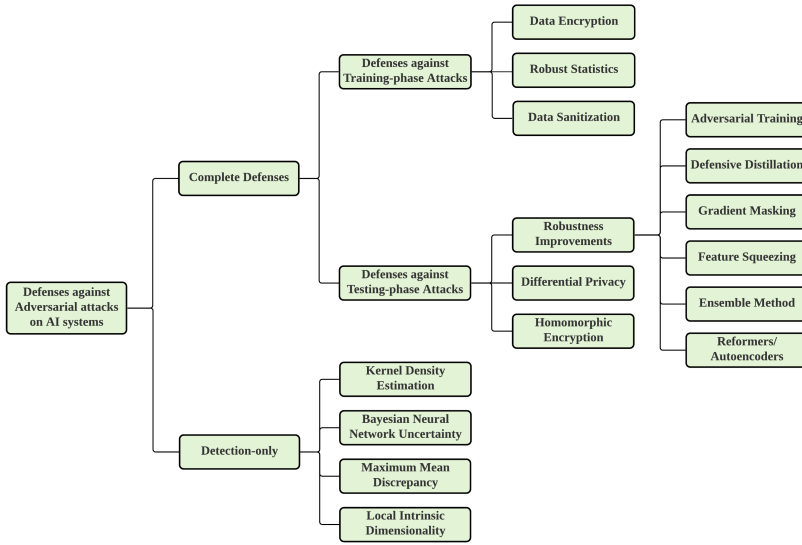 Defenses against
Adversarial attacks
on AI systems
Complete Defenses
Defenses against
Training-phase Attacks
Data Encryption
Robust Statistics
Data Sanitization
Defenses against
Testing-phase Attacks
Robustness
Improvements
Adversarial Training
Defensive Distillation
Gradient Masking
Feature Squeezing
Ensemble Method
Reformers/
Autoencoders
Differential Privacy
Homomorphic
Encryption
Detection-only
Kernel Density
Estimation
Bayesian Neural
Network Uncertainty
Maximum Mean
Discrepancy
Local Intrinsic
Dimensionality